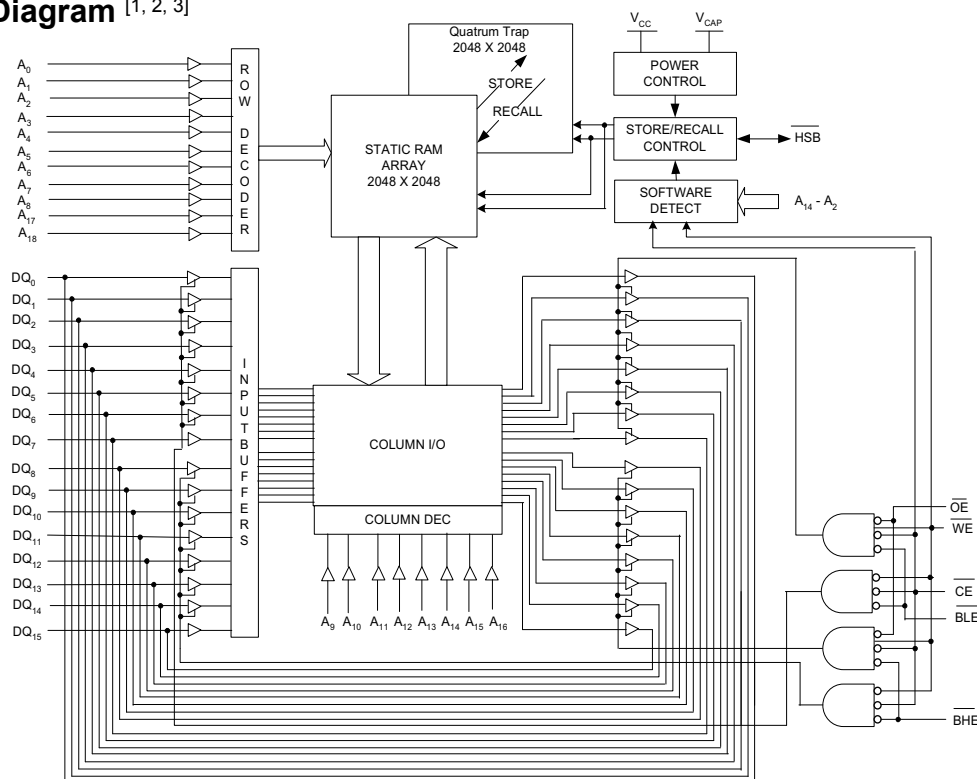 Diagram [1, 2, 3]
Quatrum Trap
2048 X 2048
STORE
RECALL
STATIC RAM
ARRAY
2048 X 2048
ROW DECODER
A0
A1
A2
A3
A4
A5
A6
A7
A8
A17
A18
VCC
VCAP
POWER
CONTROL
STORE/RECALL
CONTROL
HSB
SOFTWARE
DETECT
A14 - A2
DQ0
DQ1
DQ2
DQ3
DQ4
DQ5
DQ6
DQ7
DQ8
DQ9
DQ10
DQ11
DQ12
DQ13
DQ14
DQ15
INPUTBUFFERS
COLUMN I/O
COLUMN DEC
A9 A10 A11 A12 A13 A14 A15 A16
OE
WE
CE
BLE
BHE